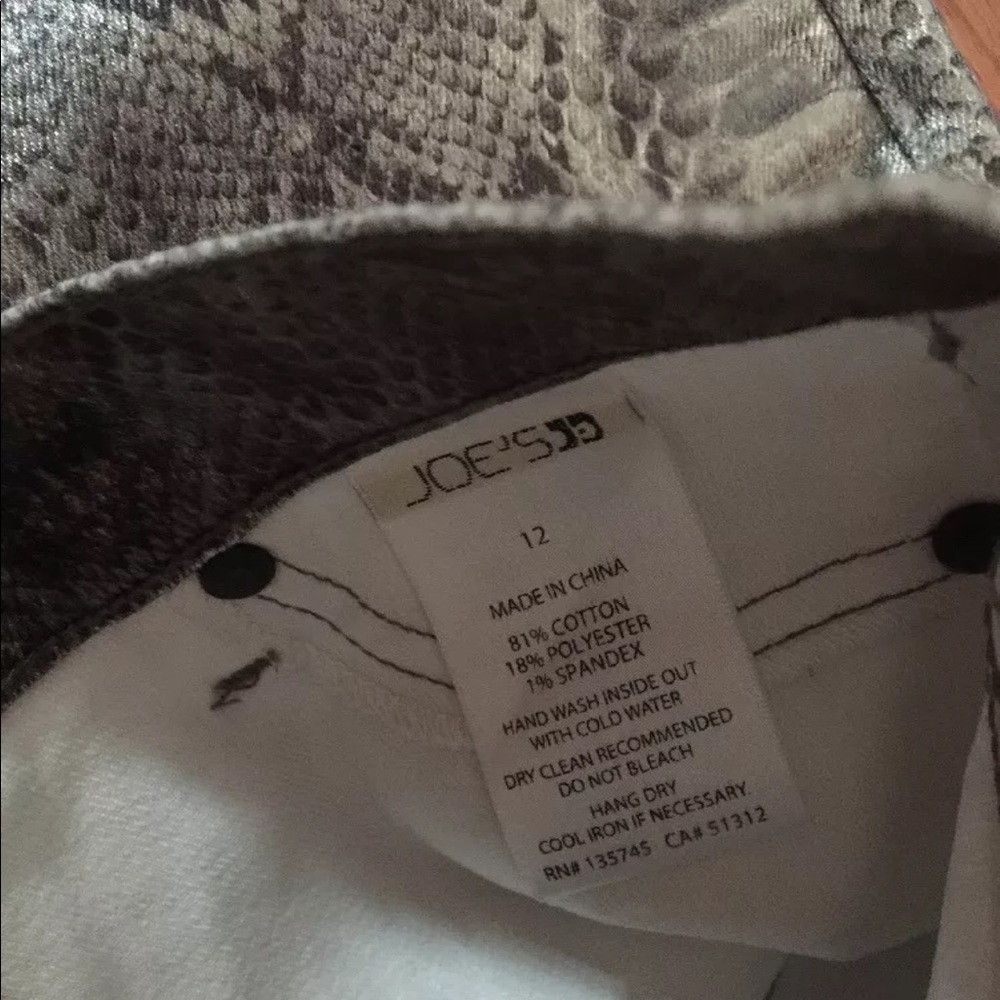 JOE'S
12
MADE IN CHINA
81% COTTON
18% POLYESTER
1% SPANDEX
HAND WASH INSIDE OUT
WITH COLD WATER
DRY CLEAN RECOMMENDED
DO NOT BLEACH
HANG DRY
COOL IRON IF NECESSARY.
RN# 135745 CA# 51312